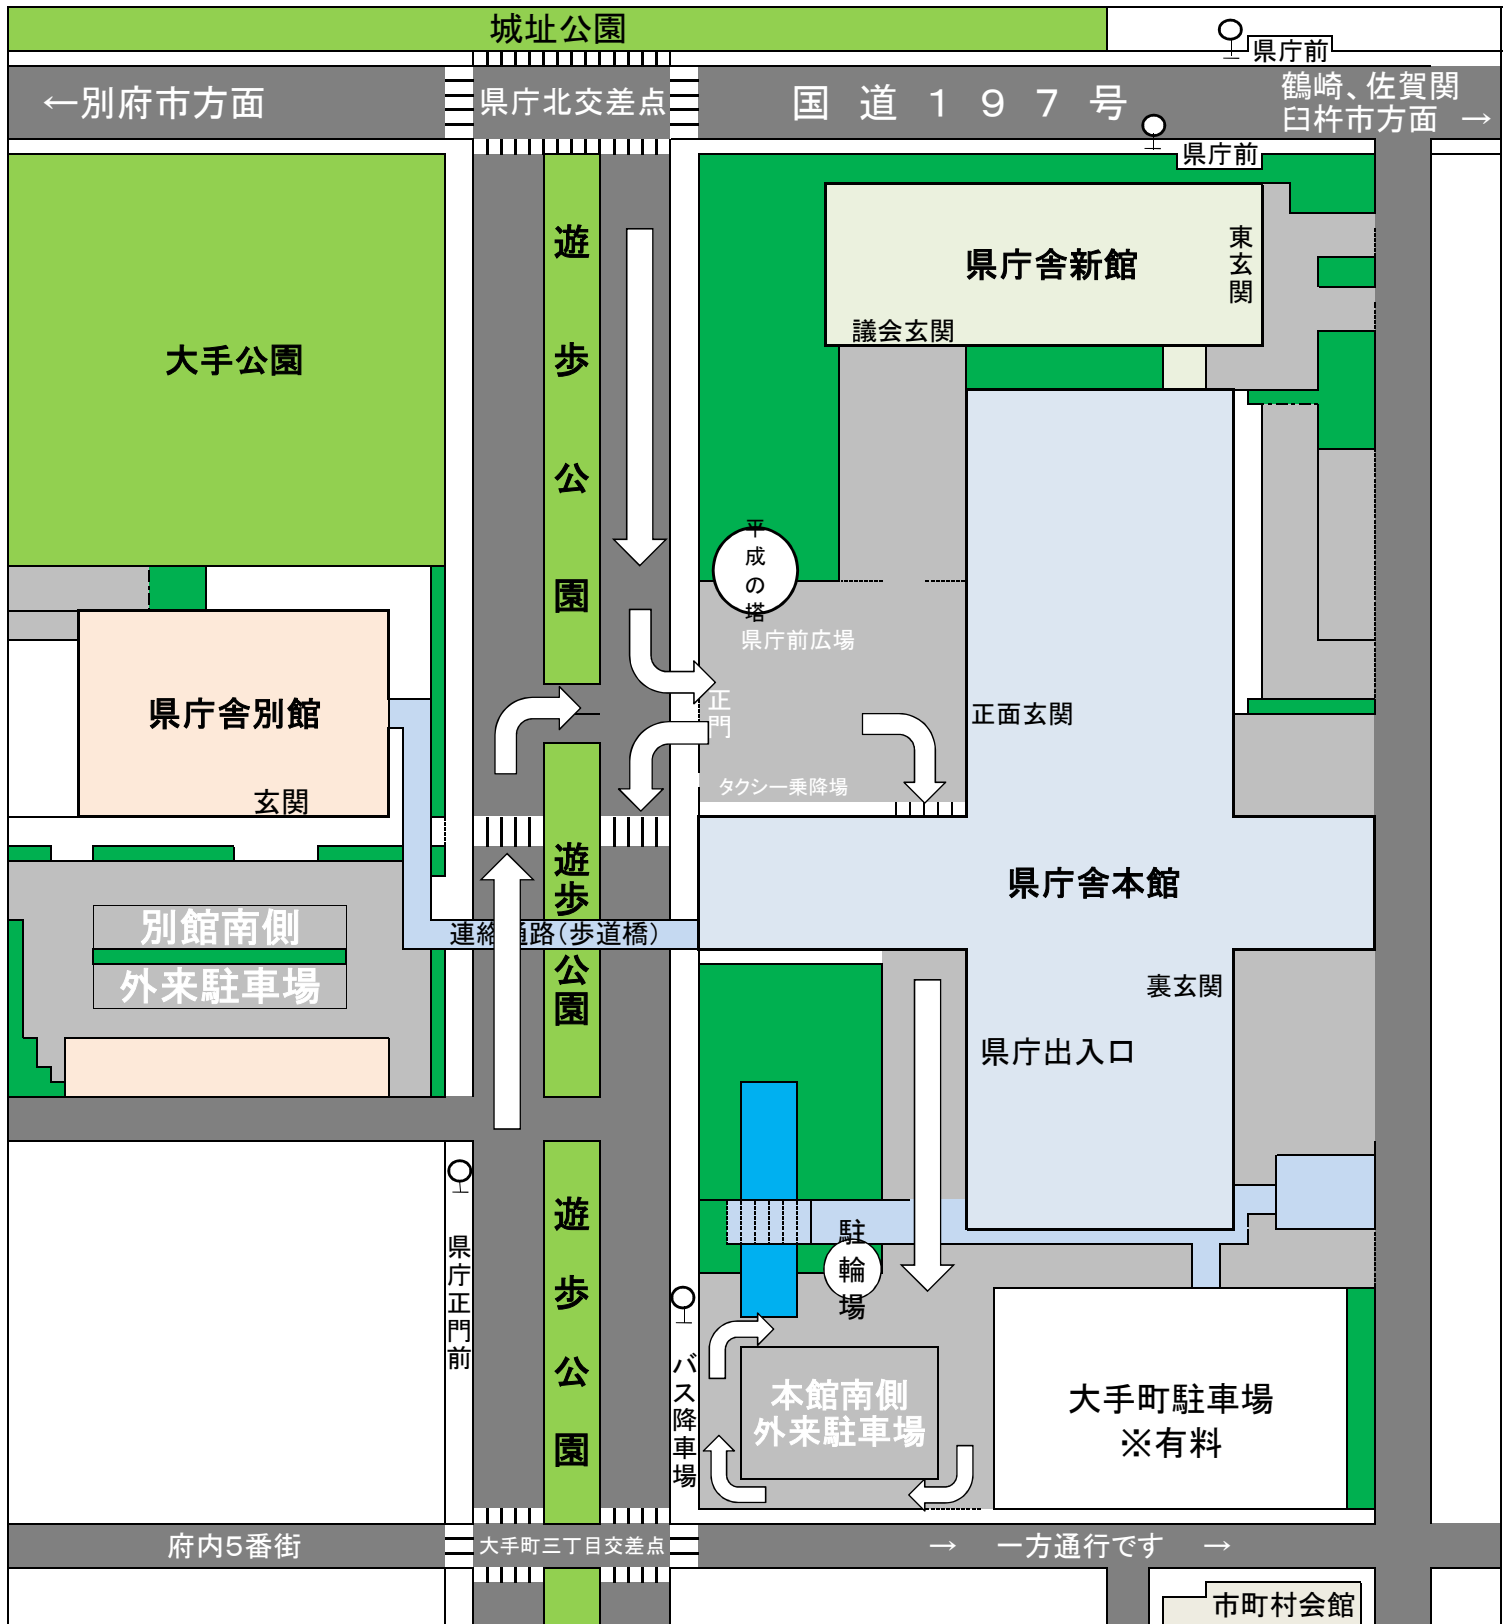 城址公園
県庁前
←別府市方面
県庁北交差点
国道197号
鶴崎、佐賀関
臼杵市方面 →
県庁前
遊歩公園
県庁舎新館
東玄関
議会玄関
大手公園
平成の塔
県庁前広場
正門
正面玄関
県庁舎別館
玄関
タクシー乗降場
遊歩公園
県庁舎本館
別館南側
外来駐車場
連絡通路(歩道橋)
裏玄関
県庁出入口
県庁正門前
遊歩公園
駐輪場
バス降車場
本館南側
外来駐車場
大手町駐車場
※有料
府内5番街
大手町三丁目交差点
→ 一方通行です →
市町村会館